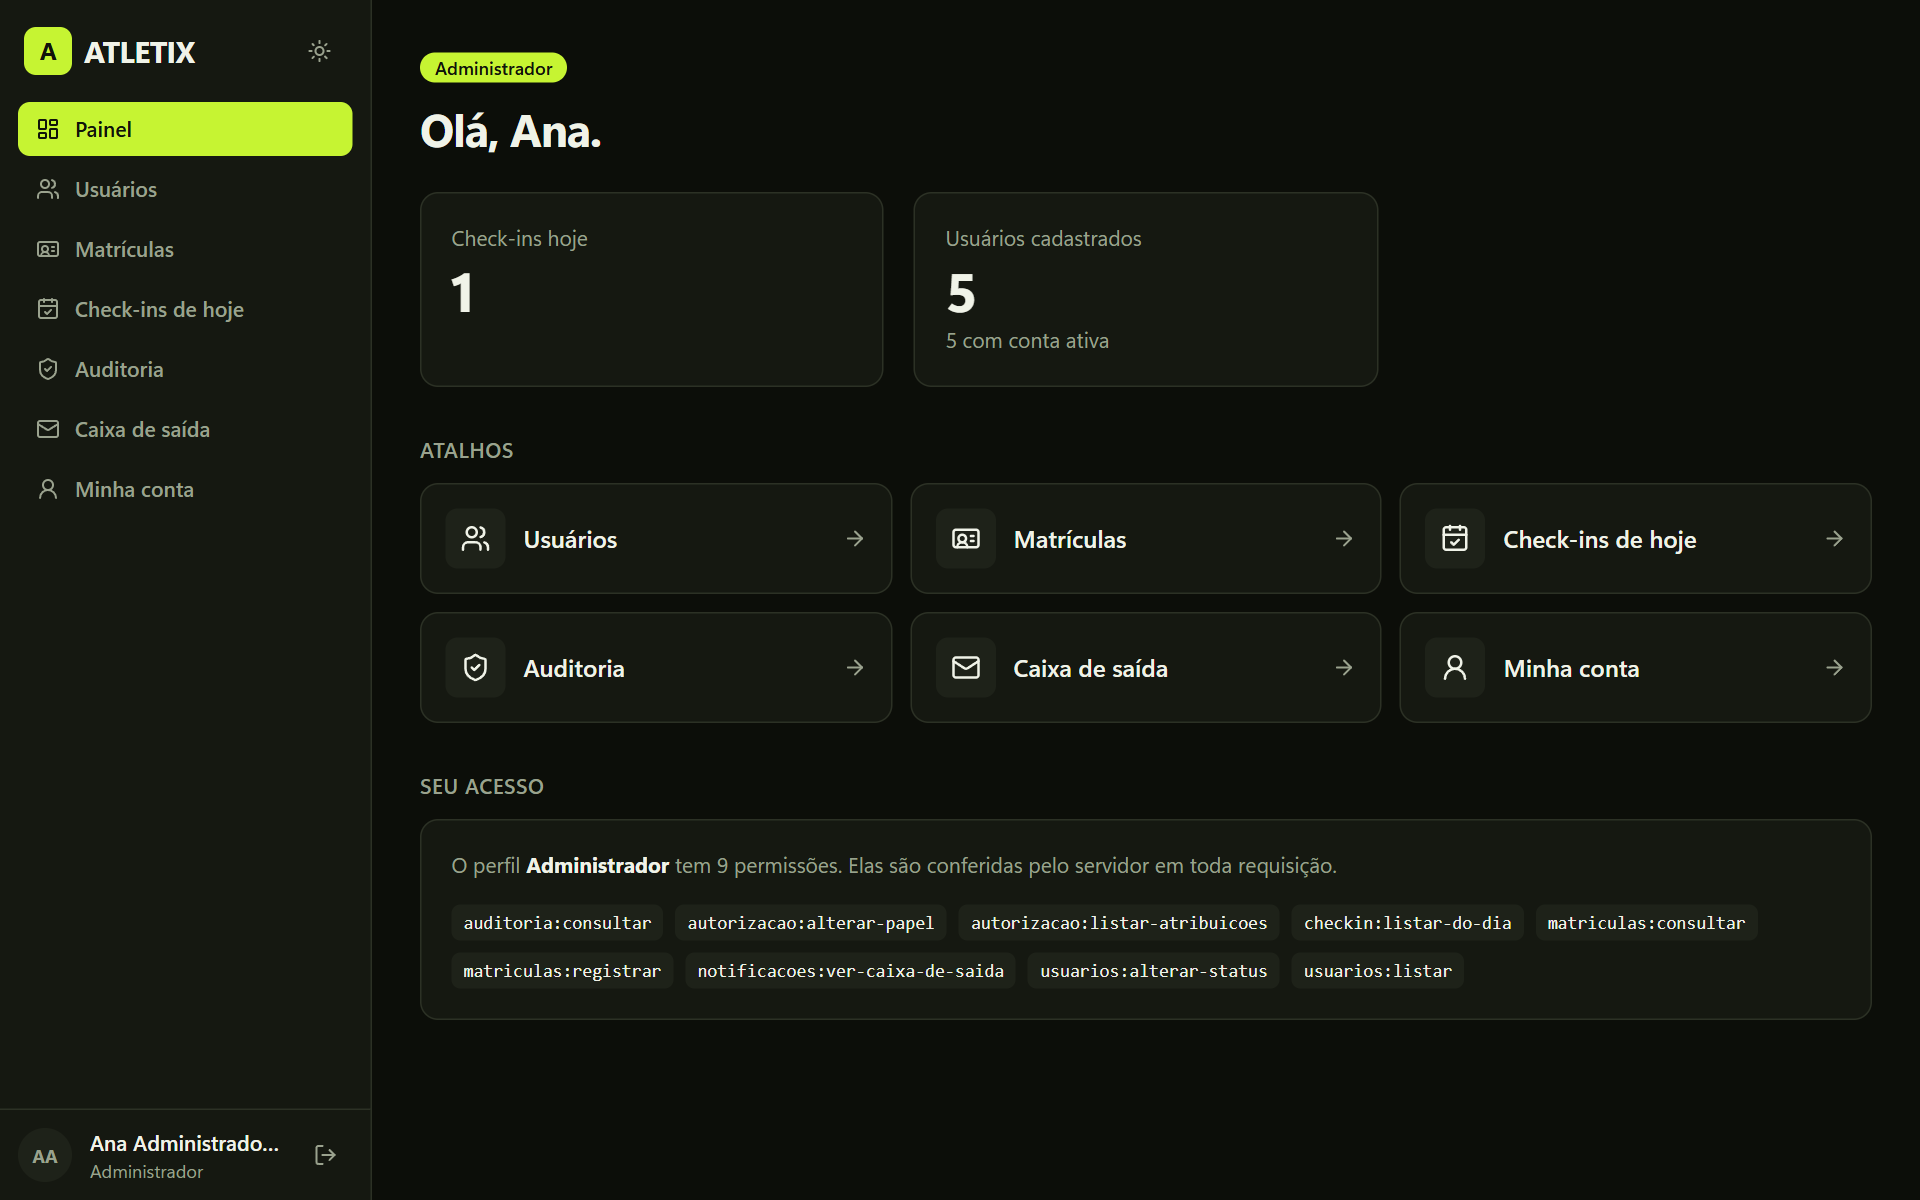 A ATLETIX
Painel
Usuários
Matrículas
Check-ins de hoje
Auditoria
Caixa de saída
Minha conta
AA
Ana Administrado...
Administrador
Administrador
Olá, Ana.
Check-ins hoje
1
Usuários cadastrados
5
5 com conta ativa
ATALHOS
Usuários
Matrículas
Check-ins de hoje
Auditoria
Caixa de saída
Minha conta
SEU ACESSO
O perfil Administrador tem 9 permissões. Elas são conferidas pelo servidor em toda requisição.
auditoria:consultar autorizacao:alterar-papel autorizacao:listar-atribuicoes checkin:listar-do-dia matriculas:consultar
matriculas:registrar notificacoes:ver-caixa-de-saida usuarios:alterar-status usuarios:listar